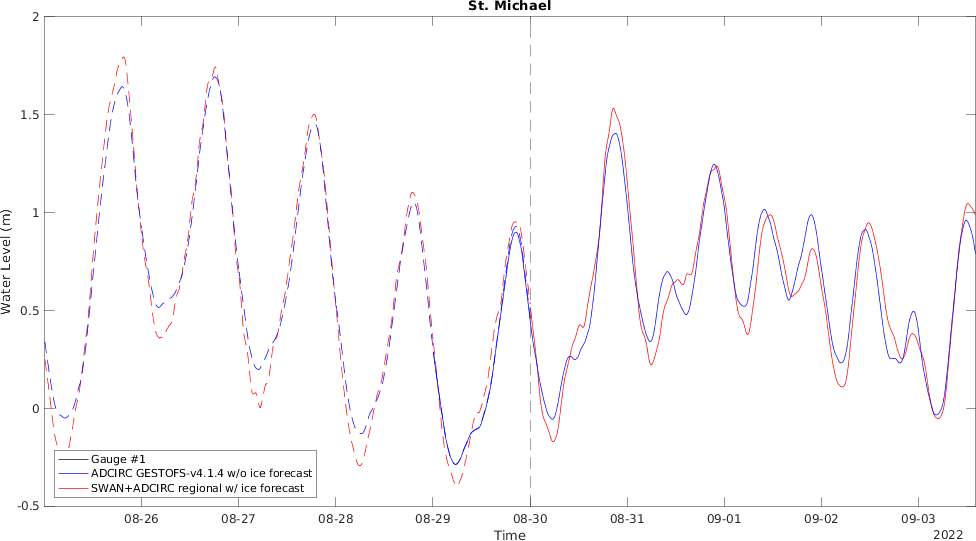 St. Michael
2
1.5
1
0.5
0
-0.5
Water Level (m)
Gauge #1
ADCIRC GESTOFS-v4.1.4 w/o ice forecast
SWAN+ADCIRC regional w/ ice forecast
08-26 08-27 08-28 08-29 08-30 08-31 09-01 09-02 09-03
Time
2022